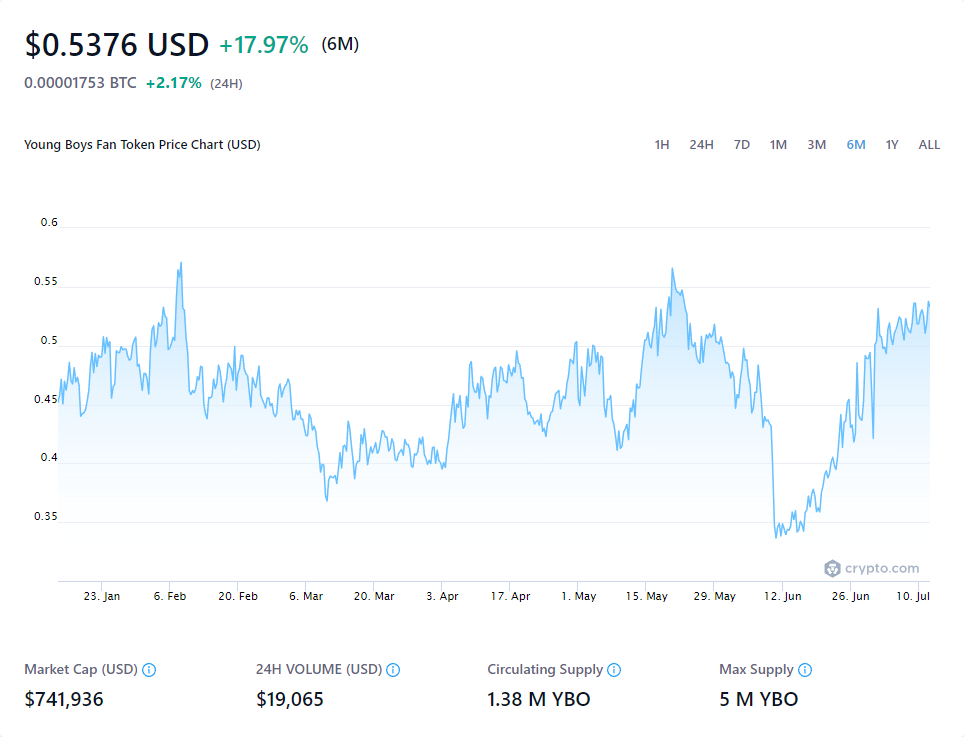 $0.5376 USD +17.97% (6M)
0.00001753 BTC +2.17% (24H)
Young Boys Fan Token Price Chart (USD) 1H 24H 7D 1M 3M 6M 1Y ALL
0.6
0.55
0.5
0.45
0.4
0.35
crypto.com
23. Jan 6. Feb 20. Feb 6. Mar 20. Mar 3. Apr 17. Apr 1. May 15. May 29. May 12. Jun 26. Jun 10. Jul
Market Cap (USD) 24H VOLUME (USD) Circulating Supply Max Supply
$741,936 $19,065 1.38 M YBO 5 M YBO